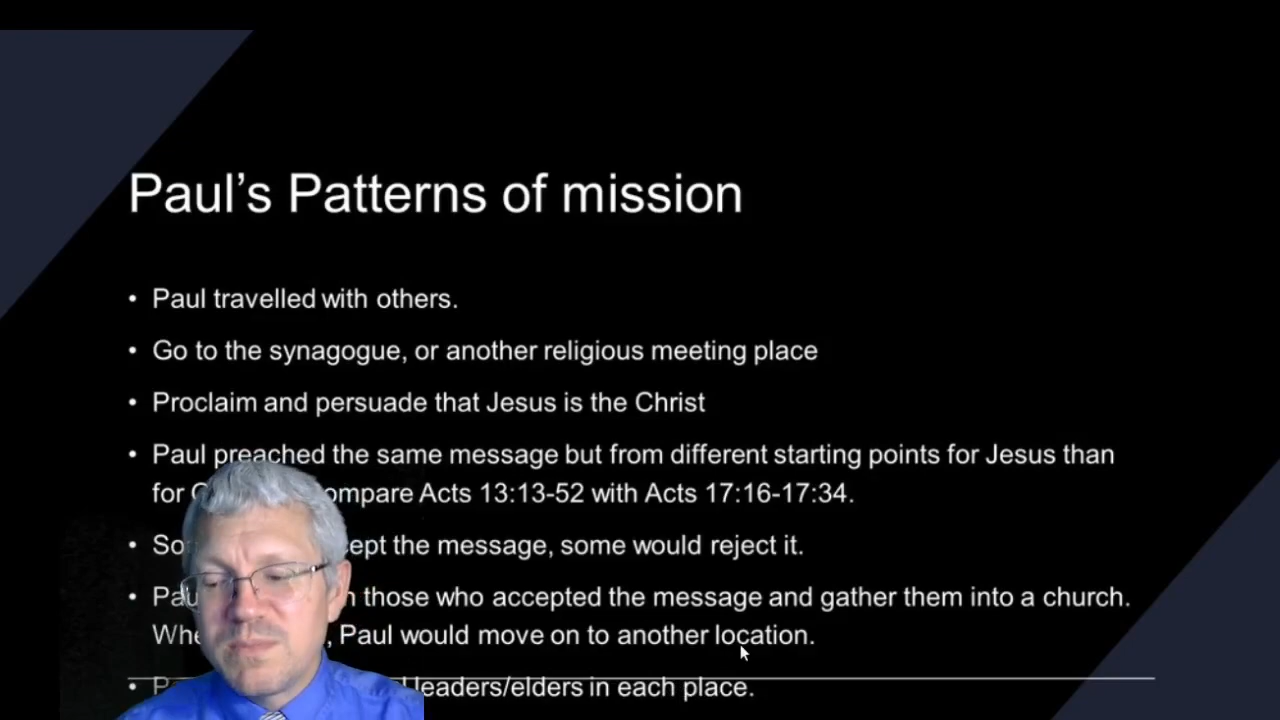 Paul’s Patterns of mission
• Paul travelled with others.
• Go to the synagogue, or another religious meeting place
• Proclaim and persuade that Jesus is the Christ
• Paul preached the same message but from different starting points for Jesus than
for Acts 13:13-52 with Acts 17:16-17:34.
• the message, some would reject it.
• those who accepted the message and gather them into a church.
Paul would move on to another location.
• leaders/elders in each place.